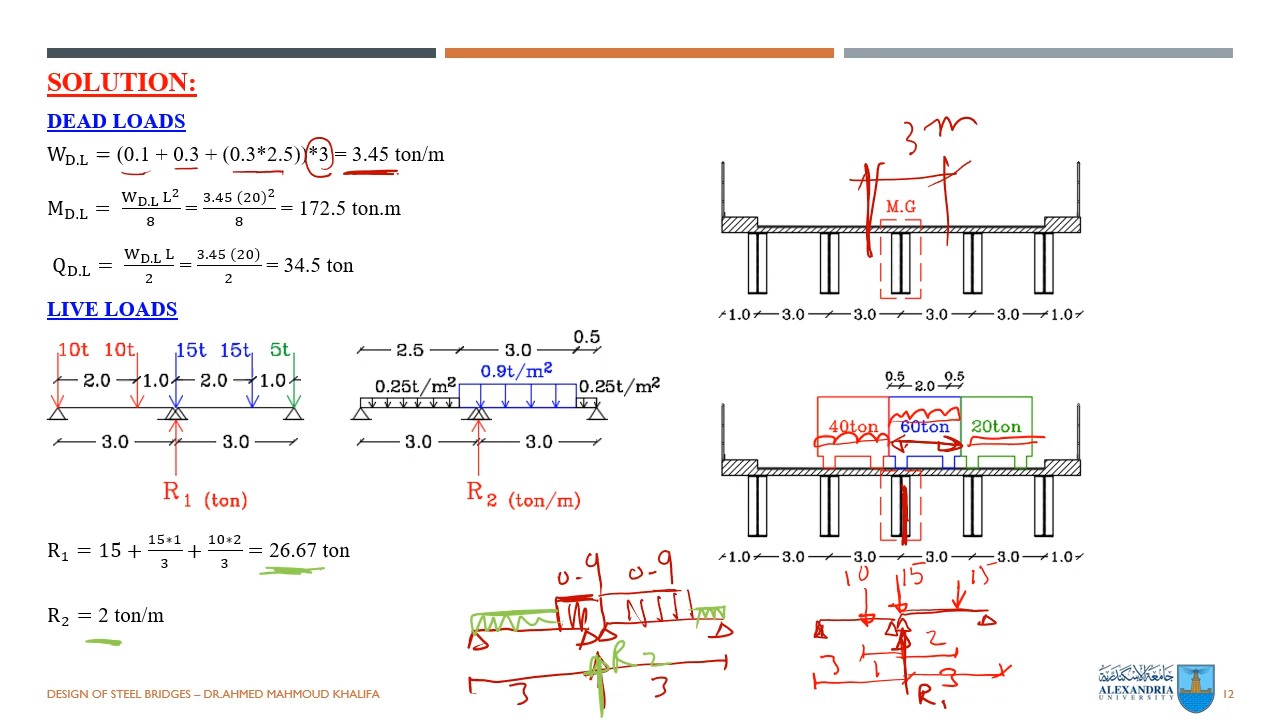 SOLUTION:
DEAD LOADS
W_D.L = (0.1 + 0.3 + (0.3*2.5))*3 = 3.45 ton/m
M_D.L = W_D.L L²/8 = 3.45 (20)²/8 = 172.5 ton.m
Q_D.L = W_D.L L/2 = 3.45 (20)/2 = 34.5 ton
LIVE LOADS
10t 10t 15t 15t 5t
2.0 1.0 2.0 1.0
3.0 3.0
R1 (ton)
2.5 3.0 0.5
0.25t/m² 0.9t/m² 0.25t/m²
3.0 3.0
R2 (ton/m)
R₁ = 15 + 15*1/3 + 10*2/3 = 26.67 ton
R₂ = 2 ton/m
3 m
M.G
1.0 3.0 3.0 3.0 3.0 1.0
0.5 0.5
2.0
40ton 60ton 20ton
1.0 3.0 3.0 3.0 3.0 1.0
0-9 0-9
R2
3 3
10 15 15
3 1 2 3
R1
جامعة الإسكندرية
ALEXANDRIA
UNIVERSITY
DESIGN OF STEEL BRIDGES – DR.AHMED MAHMOUD KHALIFA
12